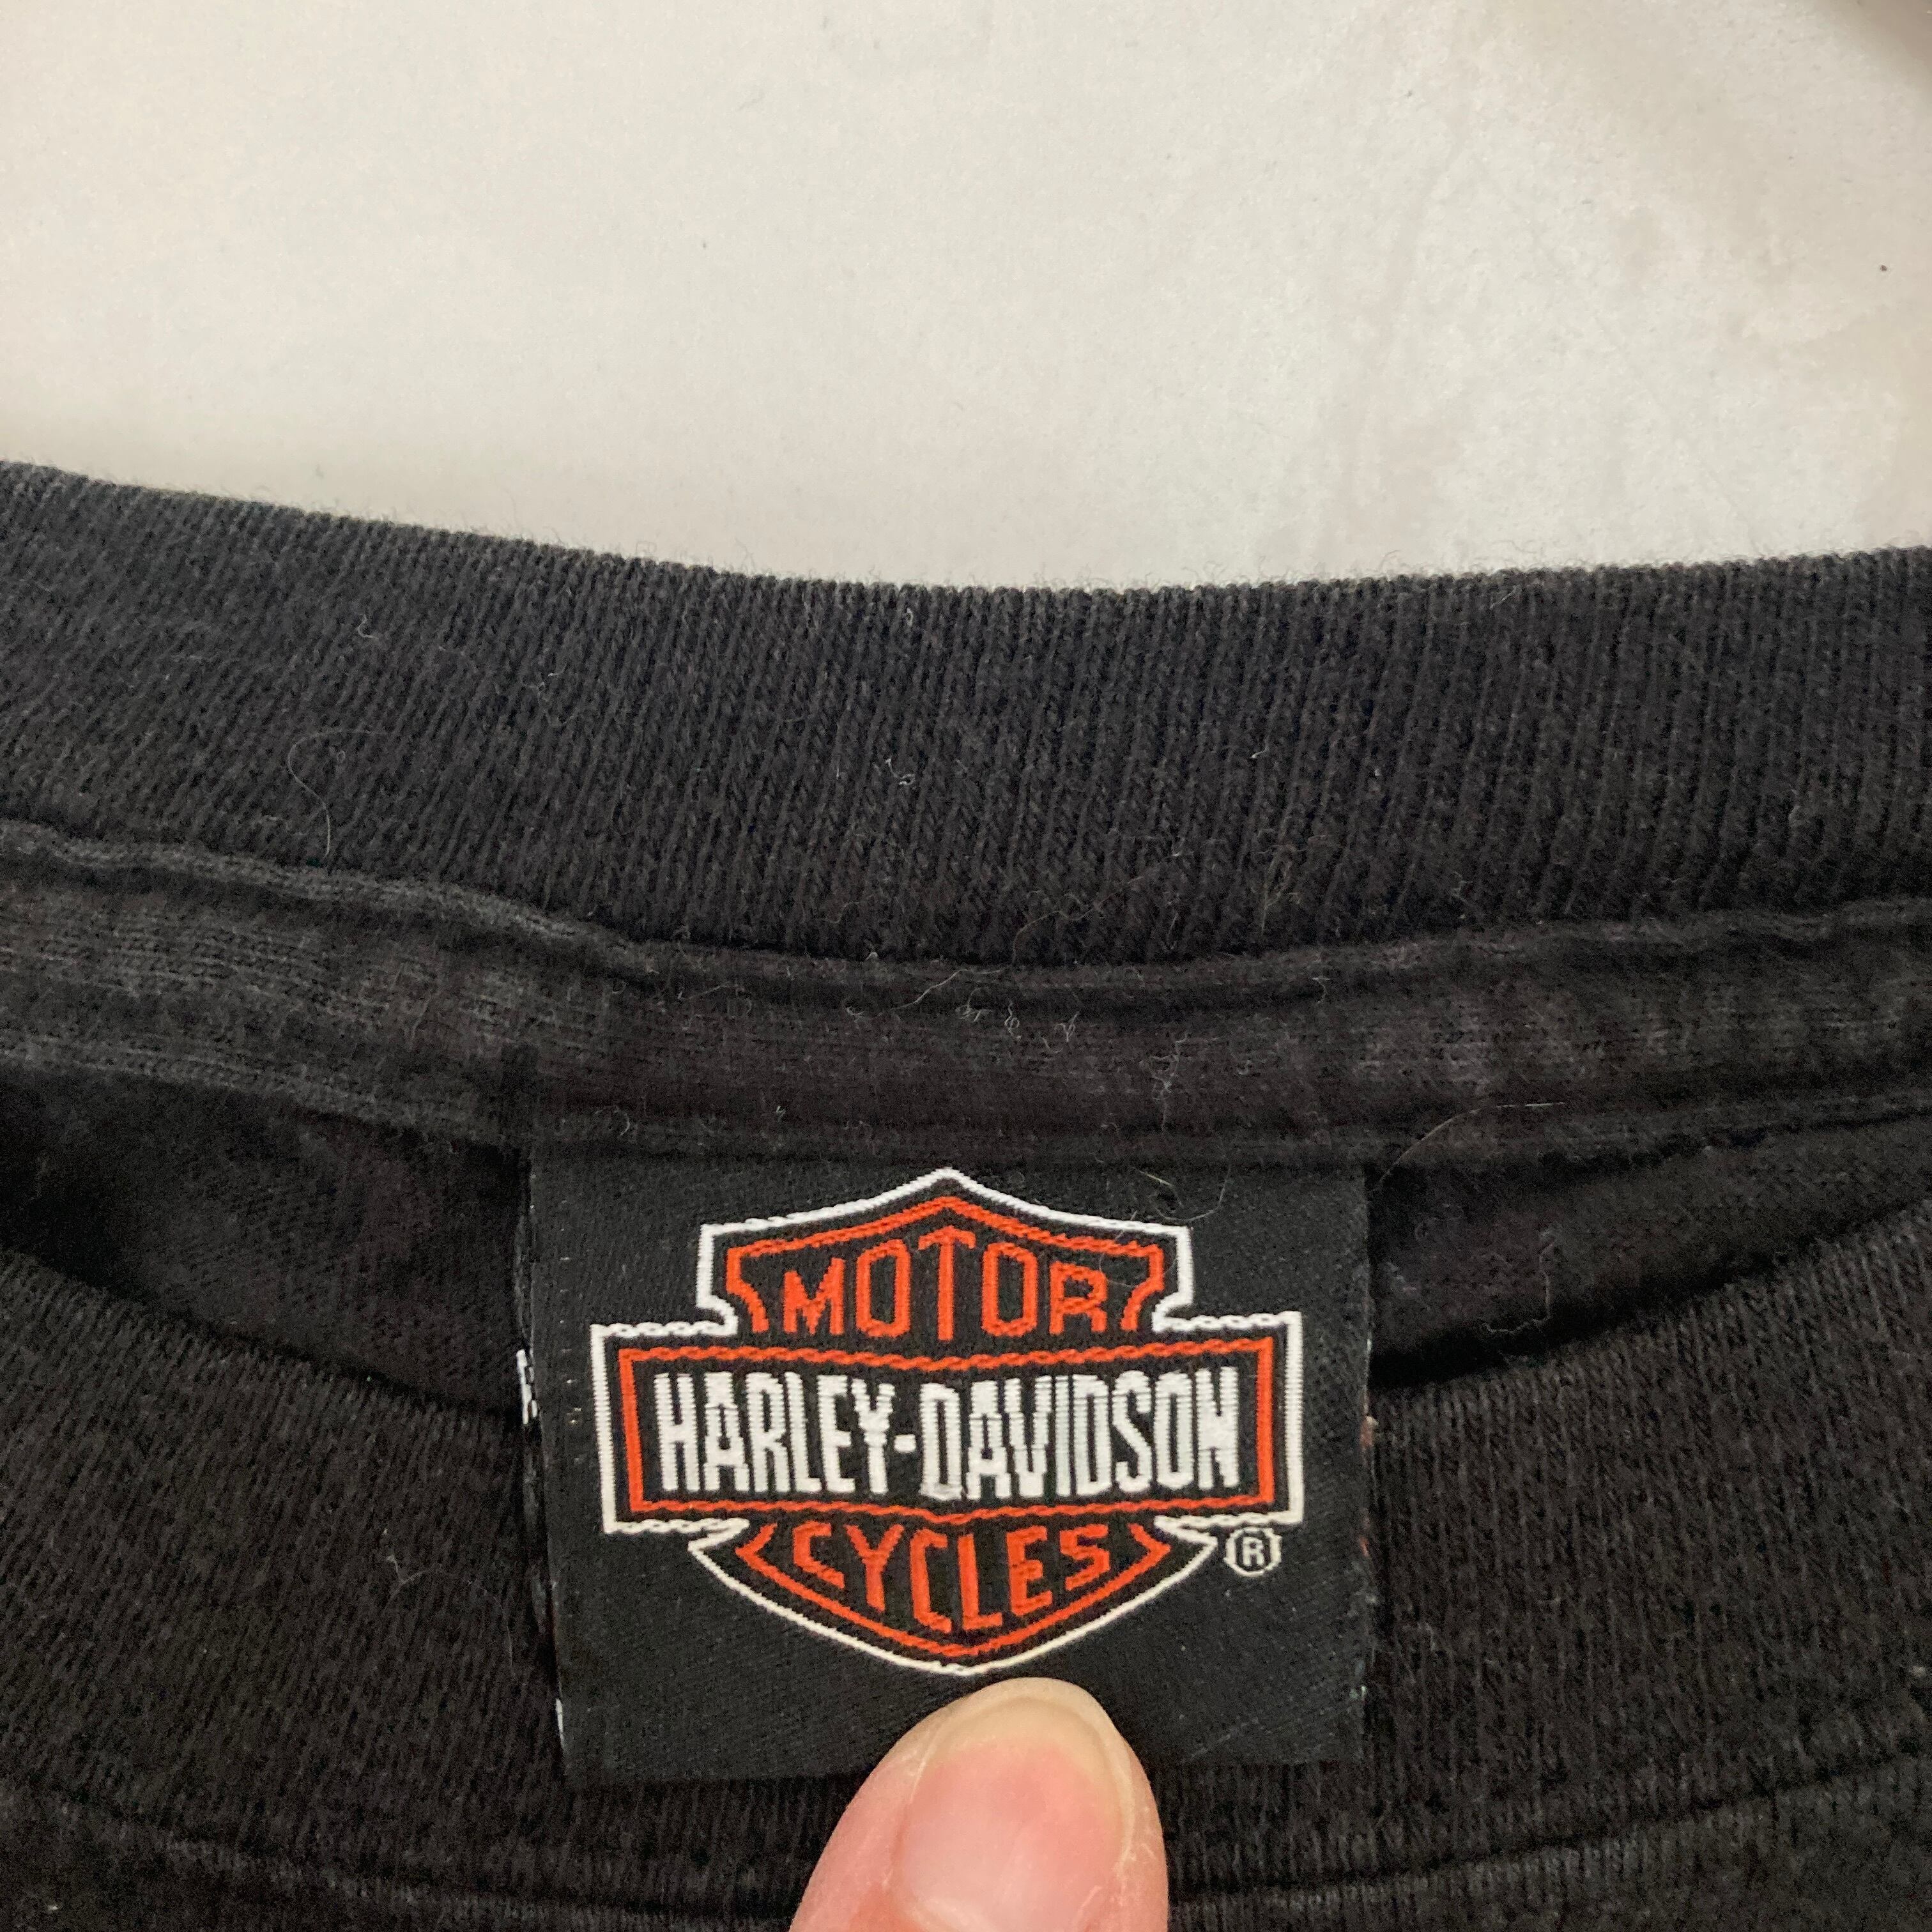 MOTOR
HARLEY-DAVIDSON
CYCLES
®